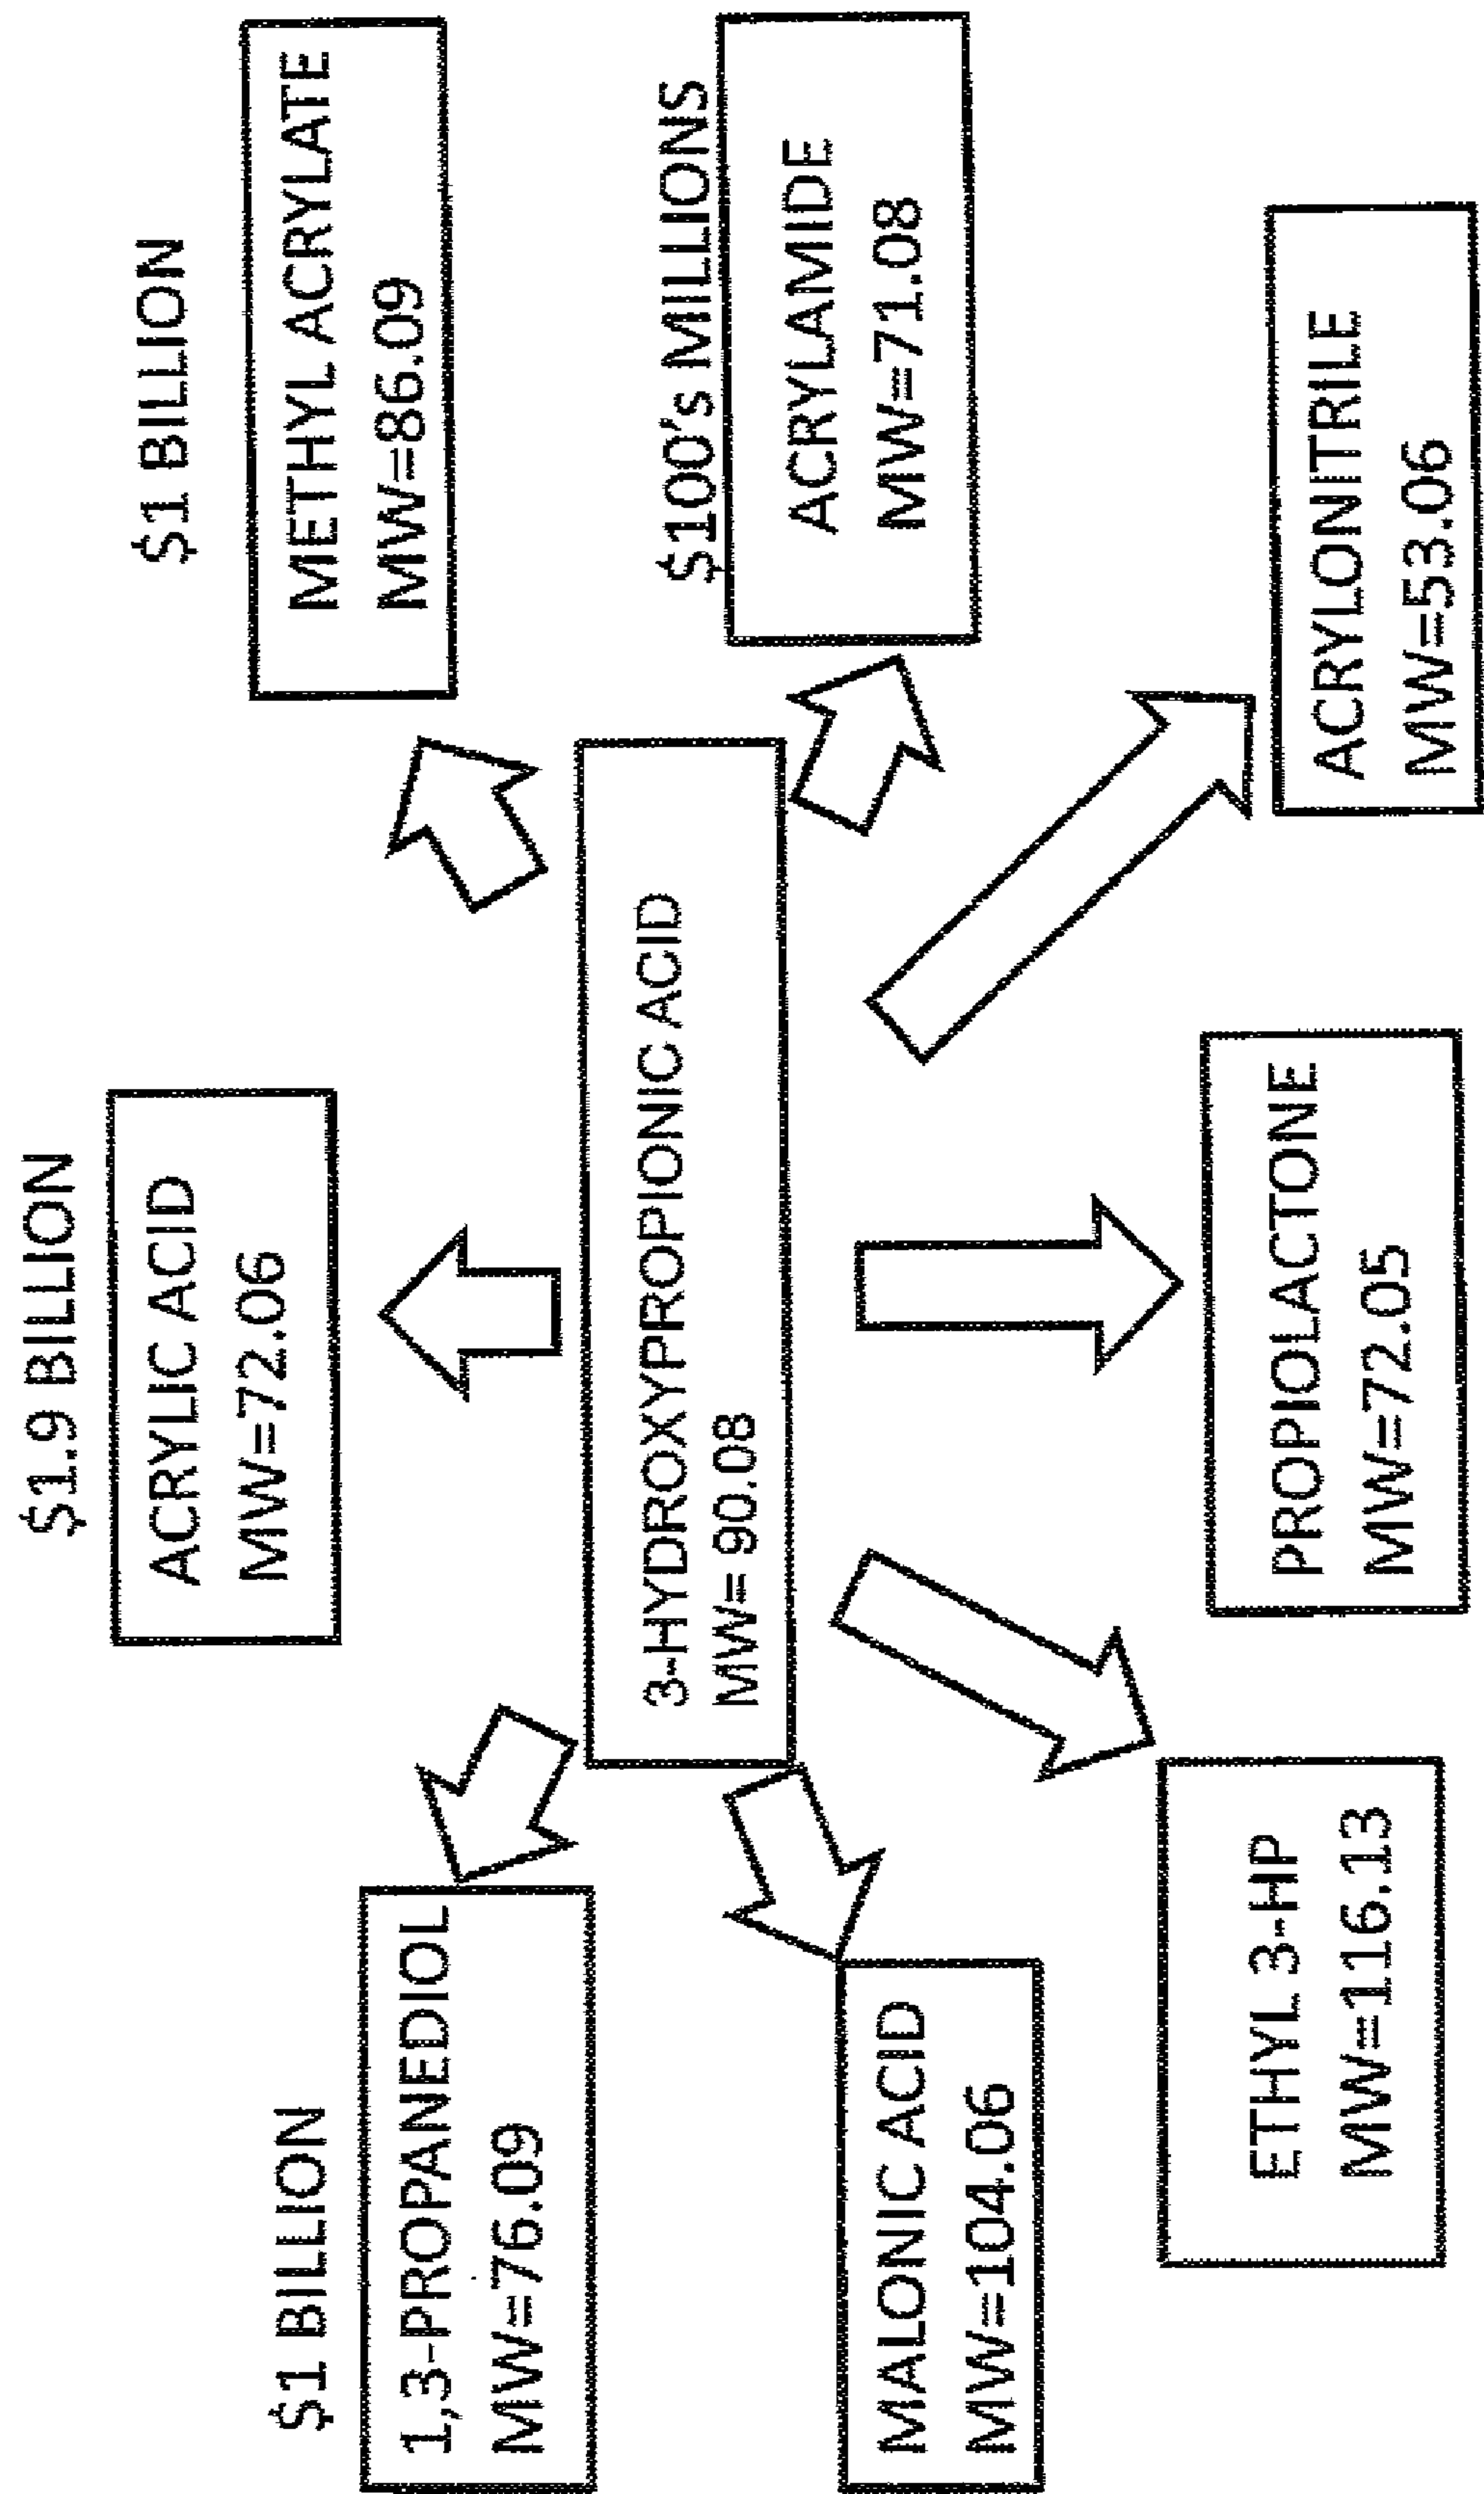 $1.9 BILLION
ACRYLIC ACID
MW=72.06
$1 BILLION
METHYL ACRYLATE
MW=86.09
$1 BILLION
1,3-PROPANEDIOL
MW=76.09
3-HYDROXYPROPIONIC ACID
MW= 90.08
$100's MILLIONS
ACRYLAMIDE
MW=71.08
MALONIC ACID
MW=104.06
ETHYL 3-HP
MW=116.13
PROPIOLACTONE
MW=72.05
ACRYLONITRILE
MW=53.06